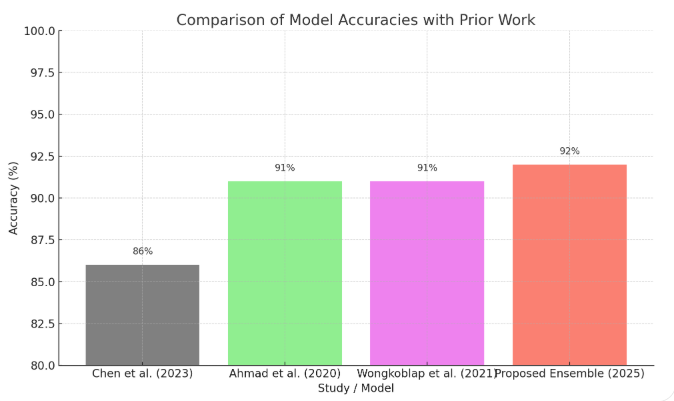 Comparison of Model Accuracies with Prior Work
100.0
97.5
95.0
92.5
90.0
87.5
85.0
82.5
80.0
Accuracy (%)
86%
91%
91%
92%
Chen et al. (2023)
Ahmad et al. (2020)
Wongkoblap et al. (2021)
Proposed Ensemble (2025)
Study / Model